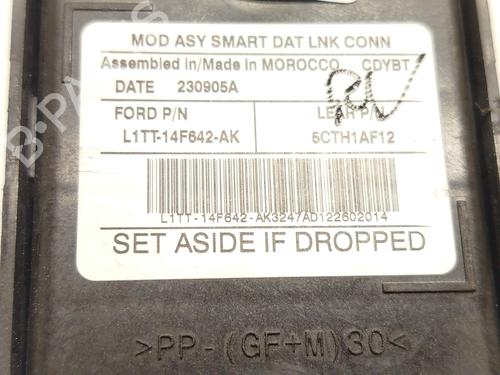 MOD ASY SMART DAT LNK CONN
Assembled in/Made in MOROCCO CDYBT
DATE 230905A
FORD P/N LEAR P/N
L1TT-14F642-AK 5CTH1AF12
L1TT-14F642-AK3247AD122602014
SET ASIDE IF DROPPED
>PP-(GF+M)30<